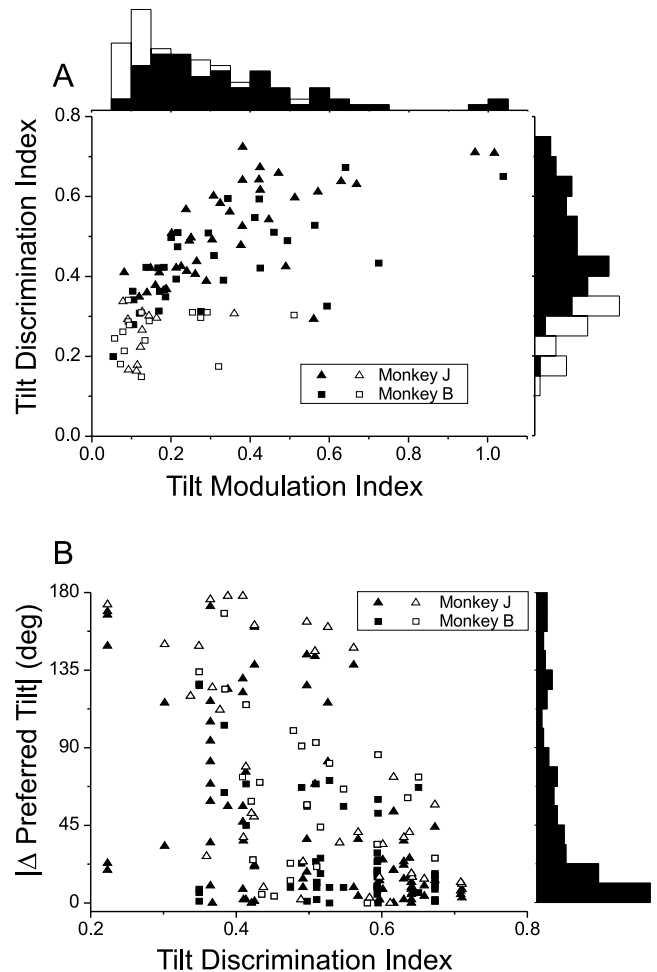 A
Tilt Discrimination Index
0.8
0.6
0.4
0.2
0.0
Monkey J
Monkey B
0.0 0.2 0.4 0.6 0.8 1.0
Tilt Modulation Index
B
|Δ Preferred Tilt| (deg)
180
135
90
45
0
Monkey J
Monkey B
0.2 0.4 0.6 0.8
Tilt Discrimination Index